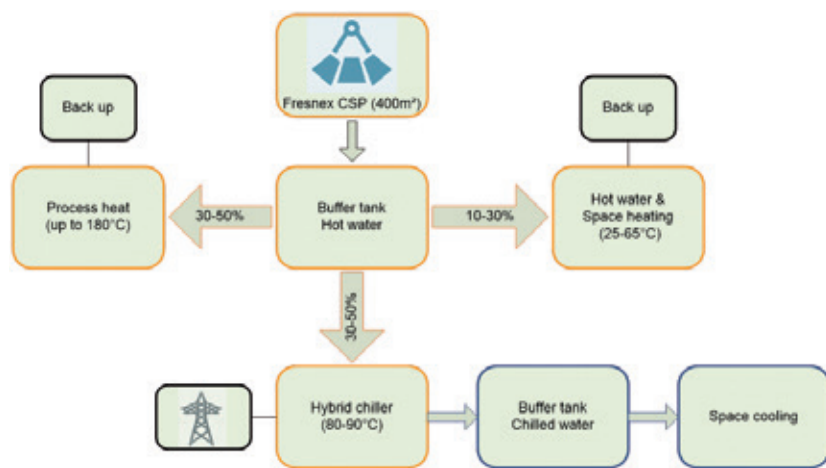 Fresnex CSP (400m²)
Back up
Back up
Process heat
(up to 180°C)
30-50%
Buffer tank
Hot water
10-30%
Hot water &
Space heating
(25-65°C)
30-50%
Hybrid chiller
(80-90°C)
Buffer tank
Chilled water
Space cooling